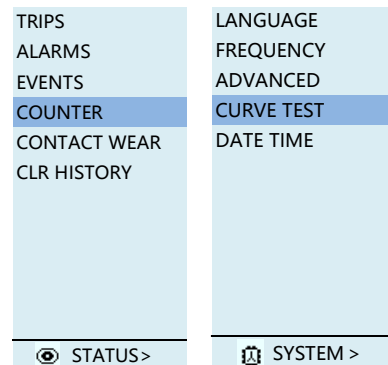 TRIPS
ALARMS
EVENTS
COUNTER
CONTACT WEAR
CLR HISTORY
STATUS>
LANGUAGE
FREQUENCY
ADVANCED
CURVE TEST
DATE TIME
SYSTEM >